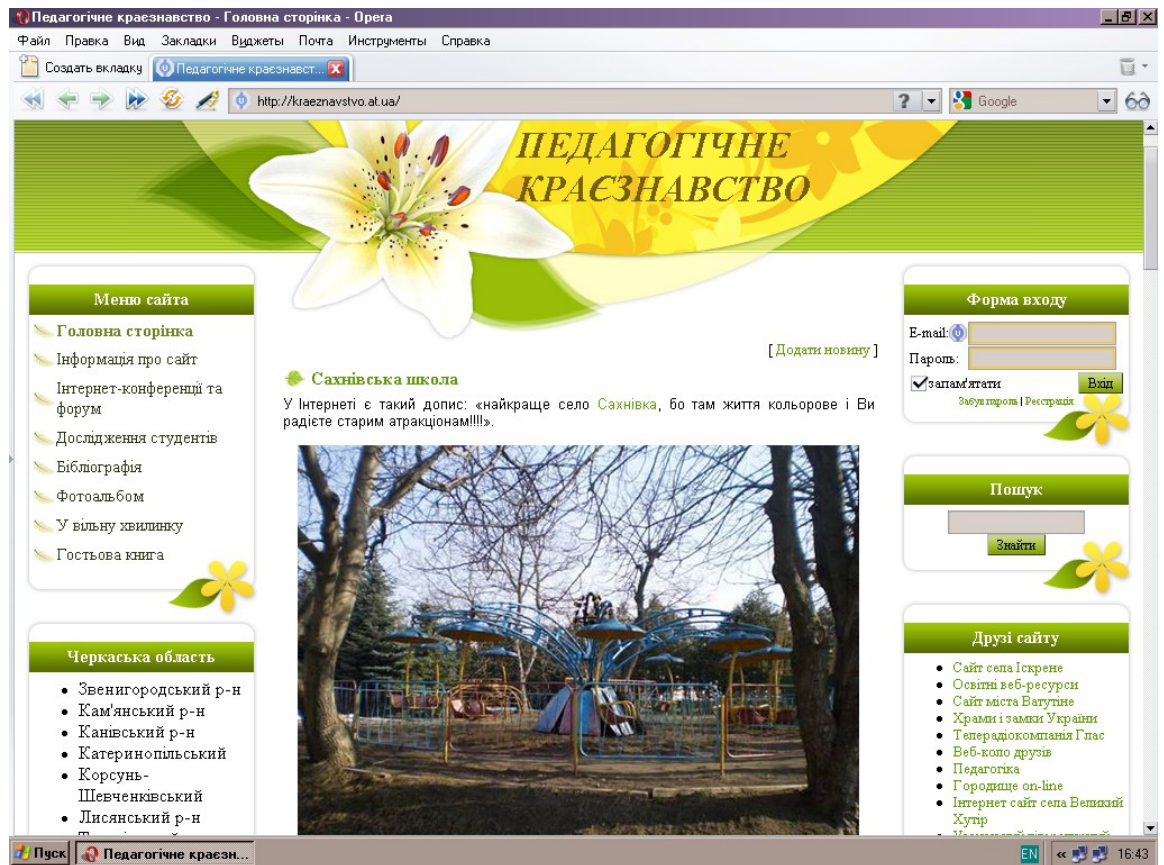 Педагогічне краєзнавство - Головна сторінка - Opera
Файл Правка Вид Закладки Виджеты Почта Инструменты Справка
Создать вкладку
Педагогічне краєзнавст...
http://kraeznavstvo.at.ua/
?
Google
ПЕДАГОГІЧНЕ
КРАЄЗНАВСТВО
Меню сайта
Головна сторінка
Інформація про сайт
Інтернет-конференції та
форум
Дослідження студентів
Бібліографія
Фотоальбом
У вільну хвилинку
Гостьова книга
Черкаська область
Звенигородський р-н
Кам'янський р-н
Канівський р-н
Катеринопільський
Корсунь-
Шевченківський
Лисянський р-н
[ Додати новину ]
Сахнівська школа
У Інтернеті є такий допис: «найкраще село Сахнівка, бо там життя кольорове і Ви
радієте старим атракціонам!!!!».
Форма входу
E-mail:
Пароль:
запам'ятати
Вхід
Забув пароль | Реєстрація
Пошук
Знайти
Друзі сайту
Сайт села Іскрене
Освітні веб-ресурси
Сайт міста Ватутіне
Храми і замки України
Телерадіокомпанія Глас
Веб-коло друзів
Педагогіка
Городище on-line
Інтернет сайт села Великий
Хутір
Пуск
Педагогічне краєзн...
EN
«
16:43